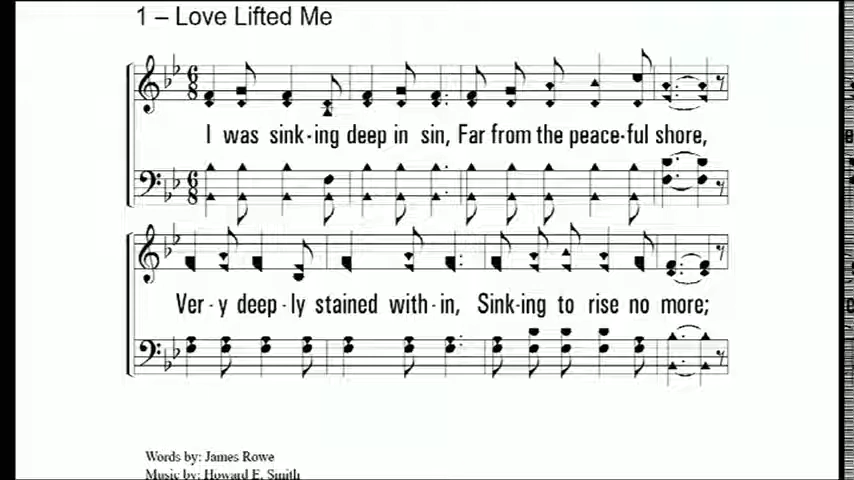 1 – Love Lifted Me
I was sink-ing deep in sin, Far from the peace-ful shore,
Ver-y deep-ly stained with-in, Sink-ing to rise no more;
Words by: James Rowe
Music by: Howard E. Smith